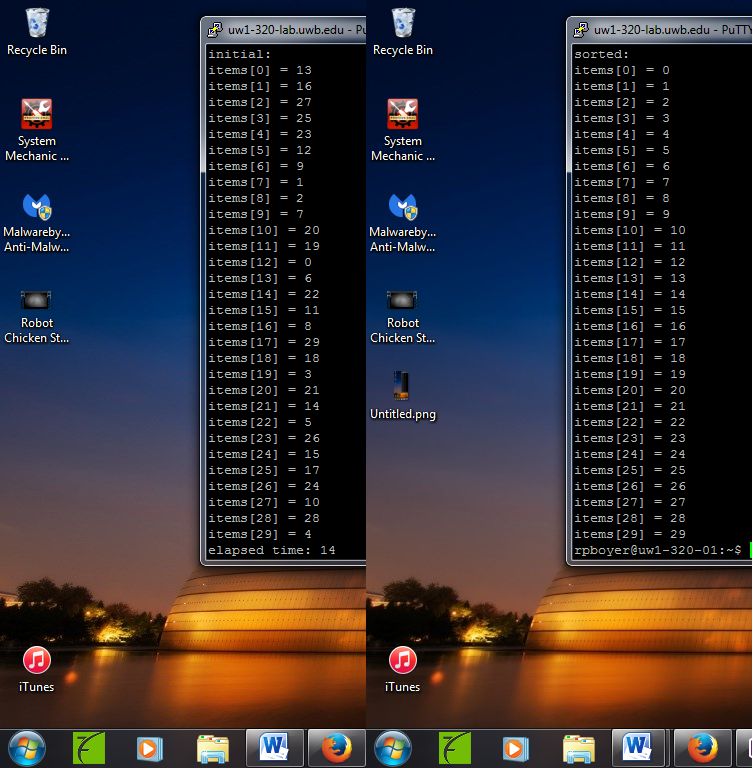 Recycle Bin
System
Mechanic ...
Malwareby...
Anti-Malw...
Robot
Chicken St...
iTunes
uw1-320-lab.uwb.edu - Pu
initial:
items[0] = 13
items[1] = 16
items[2] = 27
items[3] = 25
items[4] = 23
items[5] = 12
items[6] = 9
items[7] = 1
items[8] = 2
items[9] = 7
items[10] = 20
items[11] = 19
items[12] = 0
items[13] = 6
items[14] = 22
items[15] = 11
items[16] = 8
items[17] = 29
items[18] = 18
items[19] = 3
items[20] = 21
items[21] = 14
items[22] = 5
items[23] = 26
items[24] = 15
items[25] = 17
items[26] = 24
items[27] = 10
items[28] = 28
items[29] = 4
elapsed time: 14
Recycle Bin
System
Mechanic ...
Malwareby...
Anti-Malw...
Robot
Chicken St...
Untitled.png
iTunes
uw1-320-lab.uwb.edu - PuTTY
sorted:
items[0] = 0
items[1] = 1
items[2] = 2
items[3] = 3
items[4] = 4
items[5] = 5
items[6] = 6
items[7] = 7
items[8] = 8
items[9] = 9
items[10] = 10
items[11] = 11
items[12] = 12
items[13] = 13
items[14] = 14
items[15] = 15
items[16] = 16
items[17] = 17
items[18] = 18
items[19] = 19
items[20] = 20
items[21] = 21
items[22] = 22
items[23] = 23
items[24] = 24
items[25] = 25
items[26] = 26
items[27] = 27
items[28] = 28
items[29] = 29
rpboyer@uw1-320-01:~$